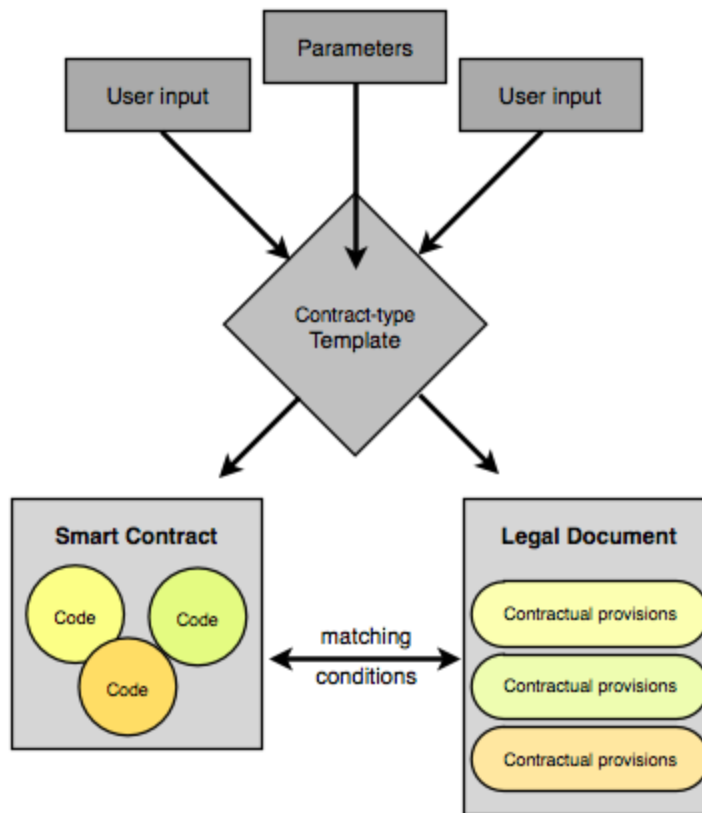 Parameters
User input
User input
Contract-type
Template
Smart Contract
Code
Code
Code
matching
conditions
Legal Document
Contractual provisions
Contractual provisions
Contractual provisions